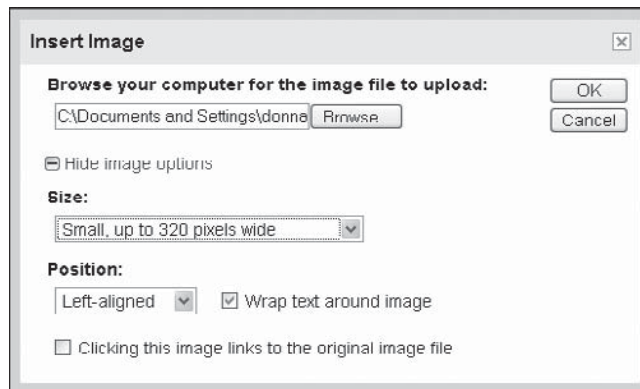 Insert Image
Browse your computer for the image file to upload:
OK
C:\Documents and Settings\donna Browse
Cancel
Hide image options
Size:
Small, up to 320 pixels wide
Position:
Left-aligned Wrap text around image
Clicking this image links to the original image file